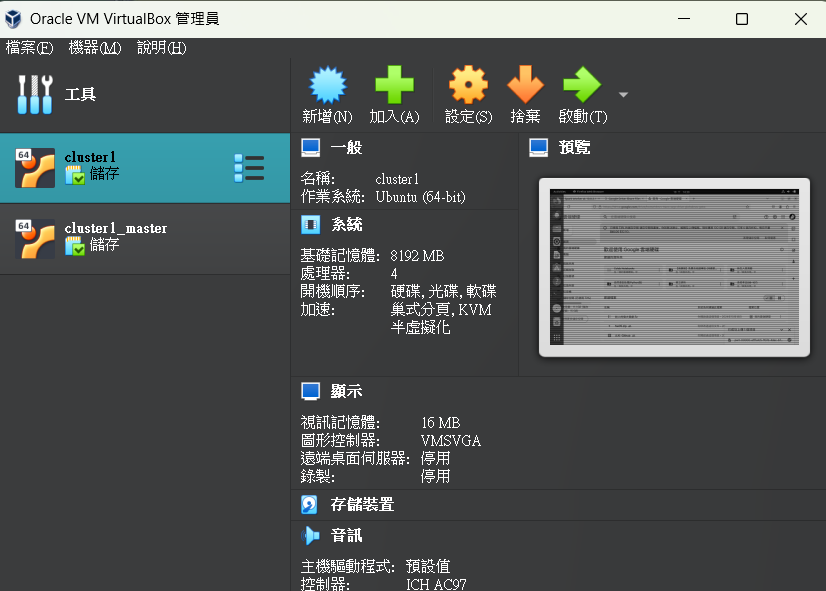 Oracle VM VirtualBox 管理員
檔案(F) 機器(M) 說明(H)
工具
新增(N) 加入(A) 設定(S) 捨棄 啟動(T)
64 cluster1
儲存
64 cluster1_master
儲存
一般
名稱: cluster1
作業系統: Ubuntu (64-bit)
系統
基礎記憶體: 8192 MB
處理器: 4
開機順序: 硬碟, 光碟, 軟碟
加速: 巢式分頁, KVM
半虛擬化
預覽
顯示
視訊記憶體: 16 MB
圖形控制器: VMSVGA
遠端桌面伺服器: 停用
錄製: 停用
存儲裝置
音訊
主機驅動程式: 預設值
控制器: ICH AC97